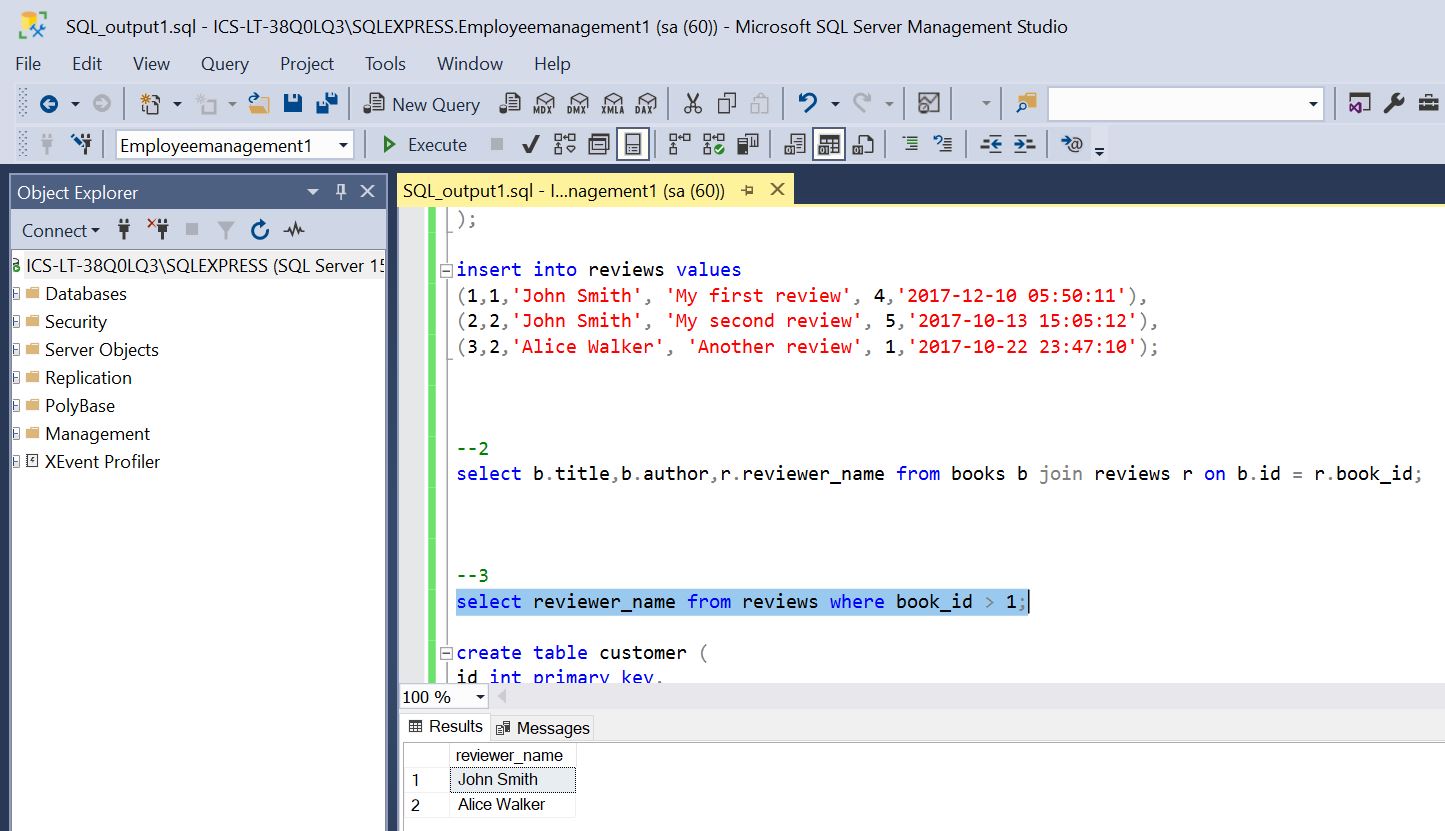 SQL_output1.sql - ICS-LT-38Q0LQ3\SQLEXPRESS.Employeemanagement1 (sa (60)) - Microsoft SQL Server Management Studio
File Edit View Query Project Tools Window Help
New Query MDX DMX XMLA DAX
Employeemanagement1 Execute
Object Explorer
Connect
ICS-LT-38Q0LQ3\SQLEXPRESS (SQL Server 15
Databases
Security
Server Objects
Replication
PolyBase
Management
XEvent Profiler
SQL_output1.sql - I...nagement1 (sa (60))
);
insert into reviews values
(1,1,'John Smith', 'My first review', 4,'2017-12-10 05:50:11'),
(2,2,'John Smith', 'My second review', 5,'2017-10-13 15:05:12'),
(3,2,'Alice Walker', 'Another review', 1,'2017-10-22 23:47:10');
--2
select b.title,b.author,r.reviewer_name from books b join reviews r on b.id = r.book_id;
--3
select reviewer_name from reviews where book_id > 1;
create table customer (
id int primary key,
100 %
Results Messages
reviewer_name
1 John Smith
2 Alice Walker